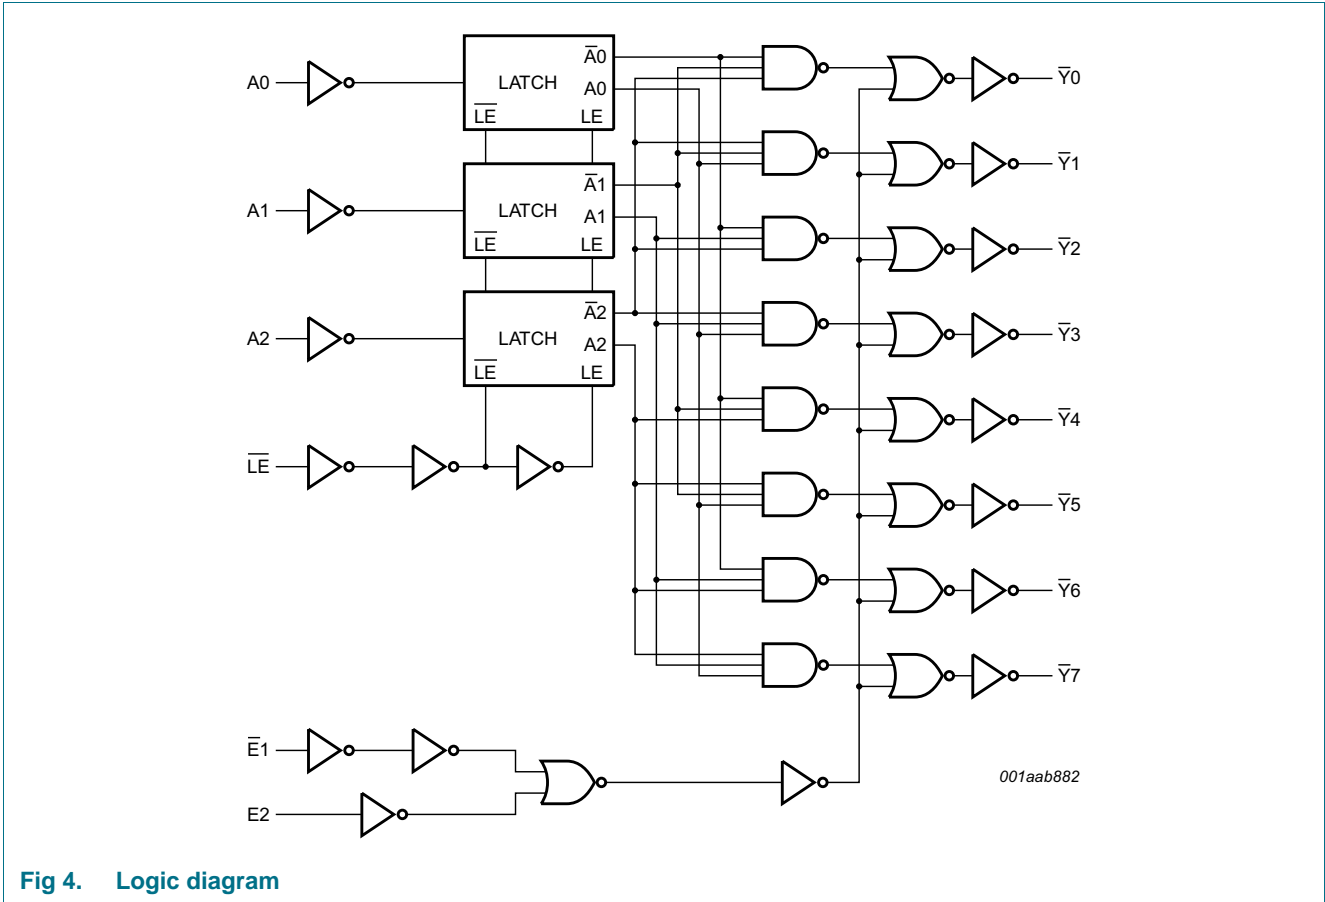 A0
LATCH
A̅0
A0
L̅E̅
LE
Y̅0
A1
LATCH
A̅1
A1
L̅E̅
LE
Y̅1
Y̅2
A2
LATCH
A̅2
A2
L̅E̅
LE
Y̅3
Y̅4
L̅E̅
Y̅5
Y̅6
Y̅7
E̅1
E2
001aab882
Fig 4. Logic diagram